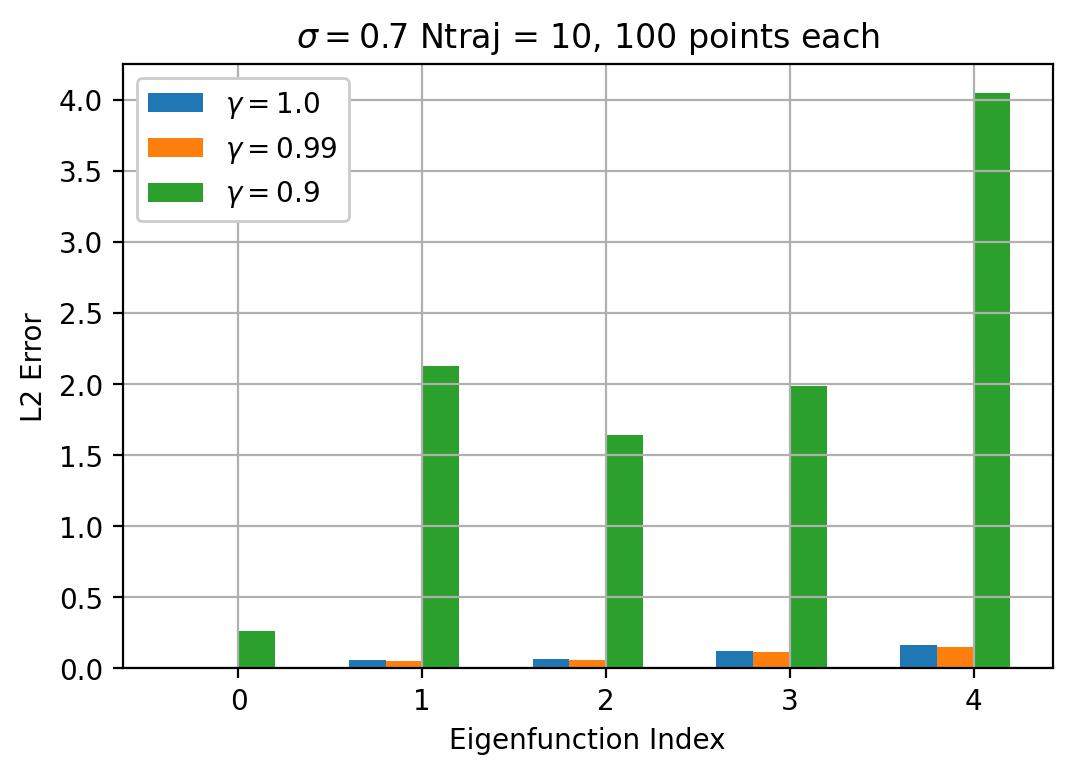 σ = 0.7 Ntraj = 10, 100 points each
γ = 1.0
γ = 0.99
γ = 0.9
L2 Error
4.0
3.5
3.0
2.5
2.0
1.5
1.0
0.5
0.0
0 1 2 3 4
Eigenfunction Index